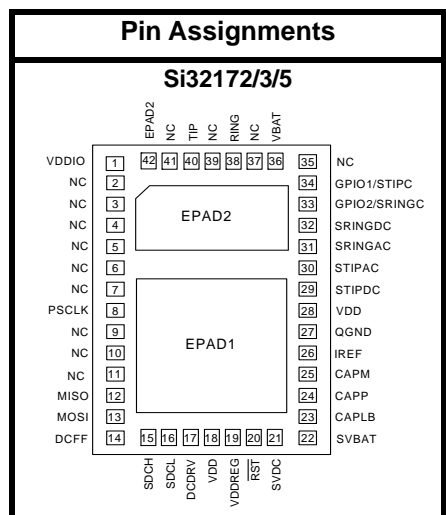 Pin Assignments
Si32172/3/5
EPAD2 NC TIP NC RING NC VBAT
42 41 40 39 38 37 36
VDDIO 1 35 NC
NC 2 34 GPIO1/STIPC
NC 3 33 GPIO2/SRINGC
NC 4 32 SRINGDC
NC 5 31 SRINGAC
NC 6 30 STIPAC
NC 7 29 STIPDC
PSCLK 8 28 VDD
NC 9 27 QGND
NC 10 26 IREF
NC 11 25 CAPM
MISO 12 24 CAPP
MOSI 13 23 CAPLB
DCFF 14 22 SVBAT
EPAD2
EPAD1
15 16 17 18 19 20 21
SDCH SDCL DCDRV VDD VDDREG RST SVDC